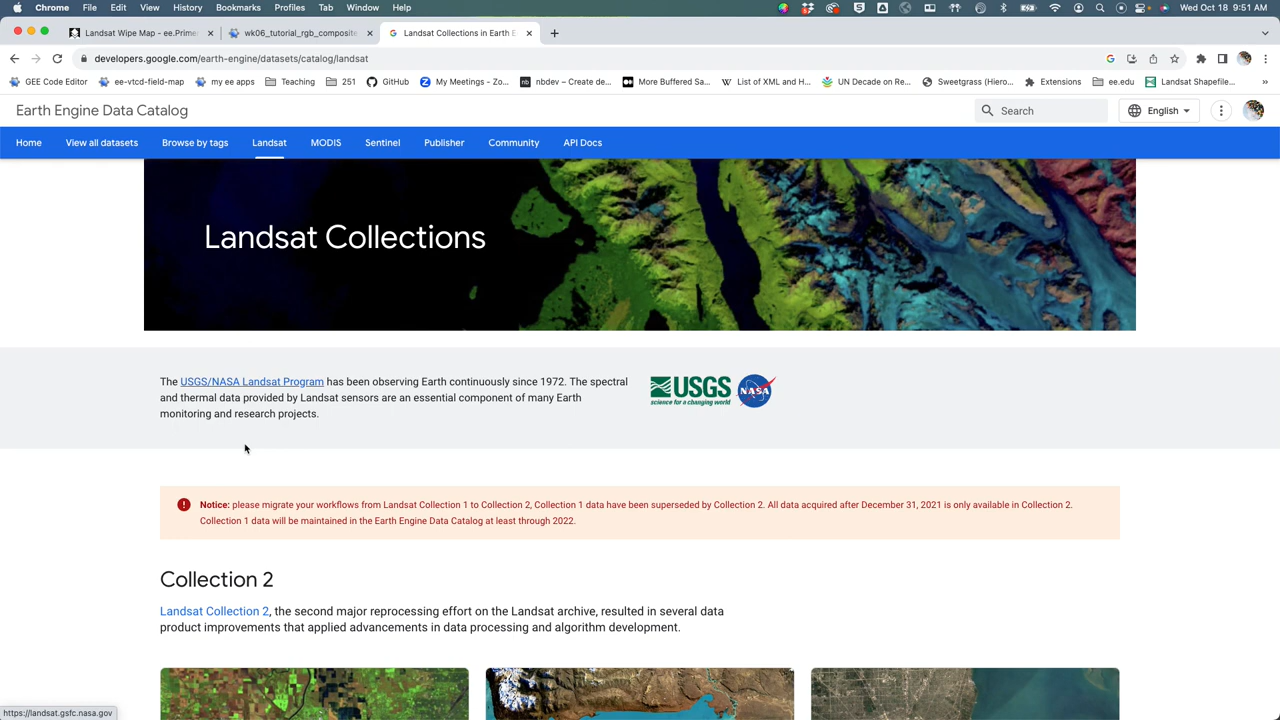 Chrome File Edit View History Bookmarks Profiles Tab Window Help
Wed Oct 18 9:51 AM
Landsat Wipe Map - ee.Prime
wk06_tutorial_rgb_composite
Landsat Collections in Earth E
developers.google.com/earth-engine/datasets/catalog/landsat
GEE Code Editor ee-vtcd-field-map my ee apps Teaching 251 GitHub My Meetings - Zo... nbdev – Create de... More Buffered Sa... List of XML and H... UN Decade on Re... Sweetgrass (Hiero... Extensions ee.edu Landsat Shapefile... »
Earth Engine Data Catalog
Search
English
Home View all datasets Browse by tags Landsat MODIS Sentinel Publisher Community API Docs
Landsat Collections
The USGS/NASA Landsat Program has been observing Earth continuously since 1972. The spectral
and thermal data provided by Landsat sensors are an essential component of many Earth
monitoring and research projects.
USGS
science for a changing world
NASA
Notice: please migrate your workflows from Landsat Collection 1 to Collection 2, Collection 1 data have been superseded by Collection 2. All data acquired after December 31, 2021 is only available in Collection 2.
Collection 1 data will be maintained in the Earth Engine Data Catalog at least through 2022.
Collection 2
Landsat Collection 2, the second major reprocessing effort on the Landsat archive, resulted in several data
product improvements that applied advancements in data processing and algorithm development.
https://landsat.gsfc.nasa.gov